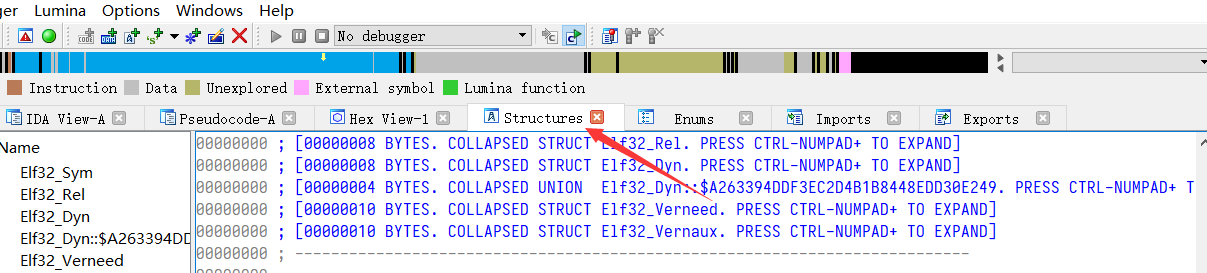 ger Lumina Options Windows Help
No debugger
Instruction Data Unexplored External symbol Lumina function
IDA View-A Pseudocode-A Hex View-1 Structures Enums Imports Exports
Name
Elf32_Sym
Elf32_Rel
Elf32_Dyn
Elf32_Dyn::$A263394DD
Elf32_Verneed
00000000 ; [00000008 BYTES. COLLAPSED STRUCT Elf32_Rel. PRESS CTRL-NUMPAD+ TO EXPAND]
00000000 ; [00000008 BYTES. COLLAPSED STRUCT Elf32_Dyn. PRESS CTRL-NUMPAD+ TO EXPAND]
00000000 ; [00000004 BYTES. COLLAPSED UNION  Elf32_Dyn::$A263394DDF3EC2D4B1B8448EDD30E249. PRESS CTRL-NUMPAD+ T
00000000 ; [00000010 BYTES. COLLAPSED STRUCT Elf32_Verneed. PRESS CTRL-NUMPAD+ TO EXPAND]
00000000 ; [00000010 BYTES. COLLAPSED STRUCT Elf32_Vernaux. PRESS CTRL-NUMPAD+ TO EXPAND]
00000000 ; ---------------------------------------------------------------------------